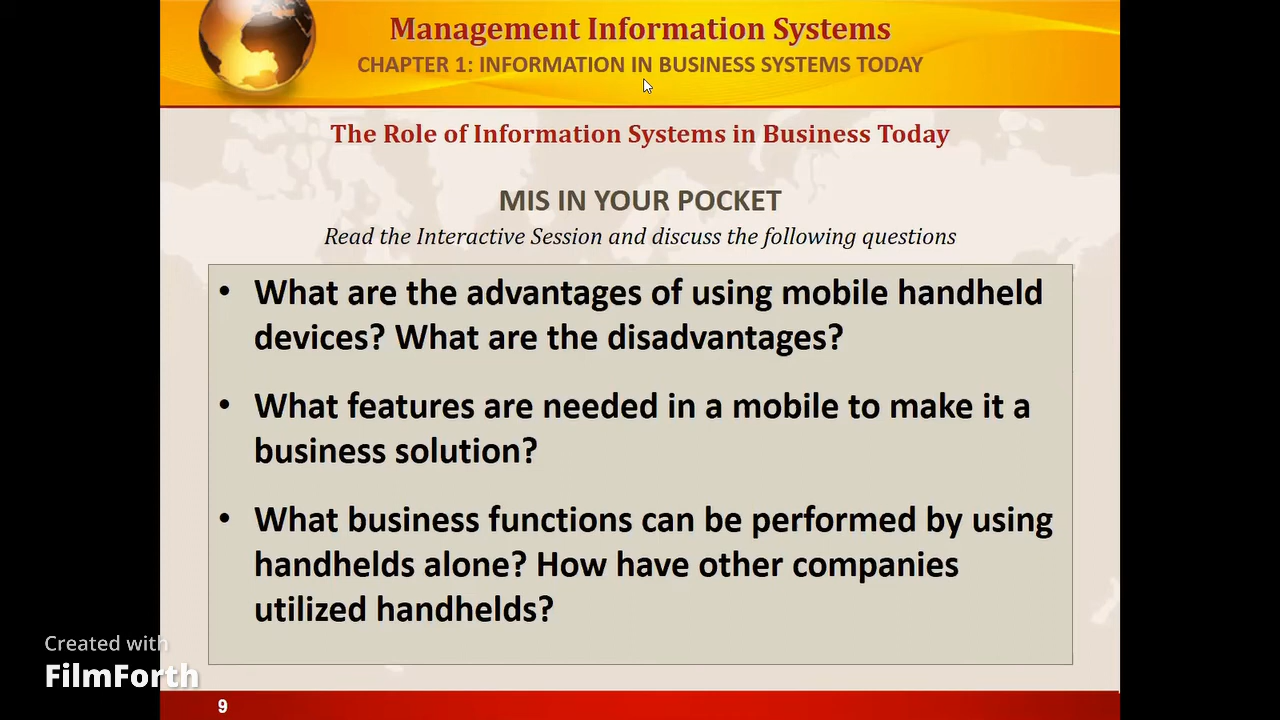 Management Information Systems
CHAPTER 1: INFORMATION IN BUSINESS SYSTEMS TODAY
The Role of Information Systems in Business Today
MIS IN YOUR POCKET
Read the Interactive Session and discuss the following questions
• What are the advantages of using mobile handheld
devices? What are the disadvantages?
• What features are needed in a mobile to make it a
business solution?
• What business functions can be performed by using
handhelds alone? How have other companies
utilized handhelds?
Created with
FilmForth
9